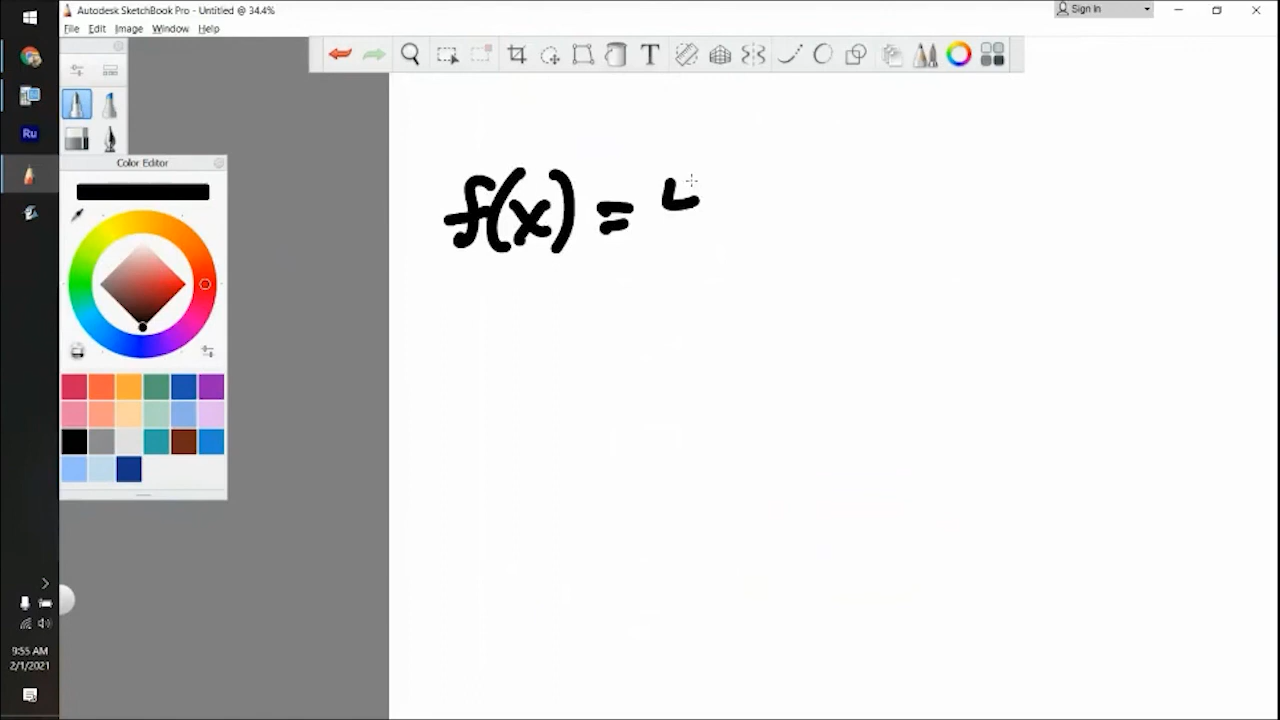 Autodesk SketchBook Pro - Untitled @ 34.4%
Sign In
File Edit Image Window Help
T
Ru
Color Editor
f(x) =
9:55 AM
2/1/2021